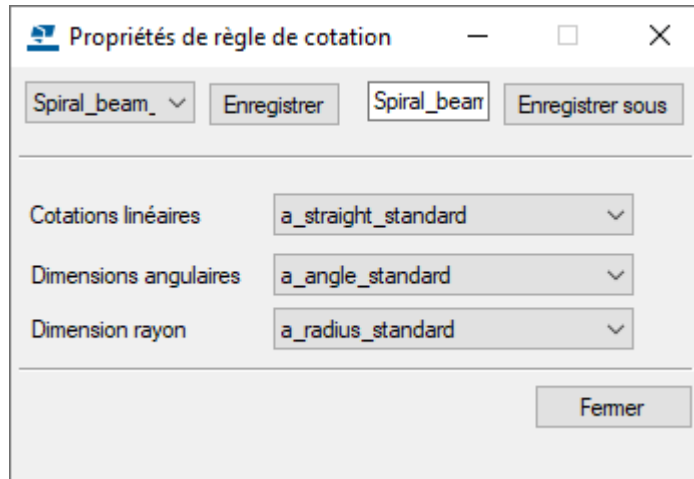 Propriétés de règle de cotation
Spiral_beam_ Enregistrer Spiral_beam Enregistrer sous
Cotations linéaires a_straight_standard
Dimensions angulaires a_angle_standard
Dimension rayon a_radius_standard
Fermer